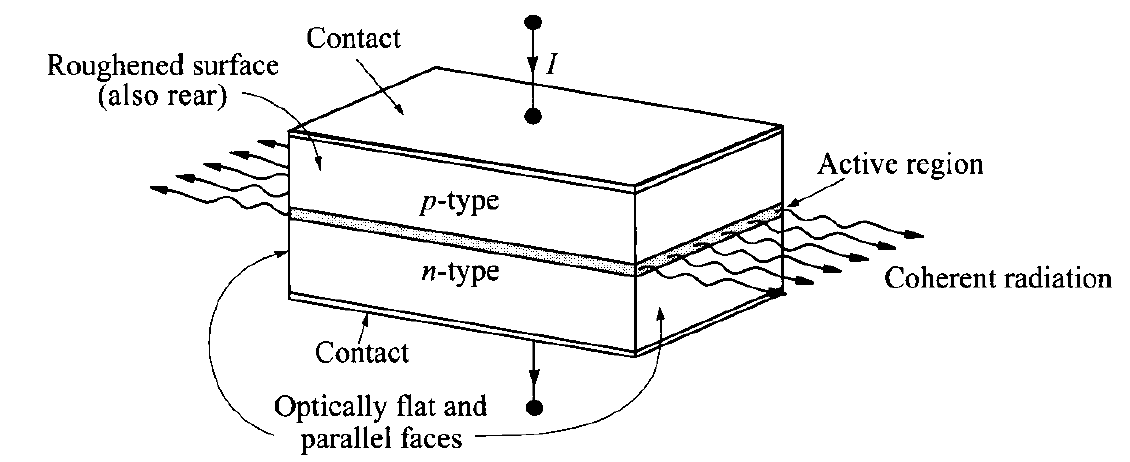 Contact
I
Roughened surface
(also rear)
Active region
p-type
n-type
Coherent radiation
Contact
Optically flat and
parallel faces